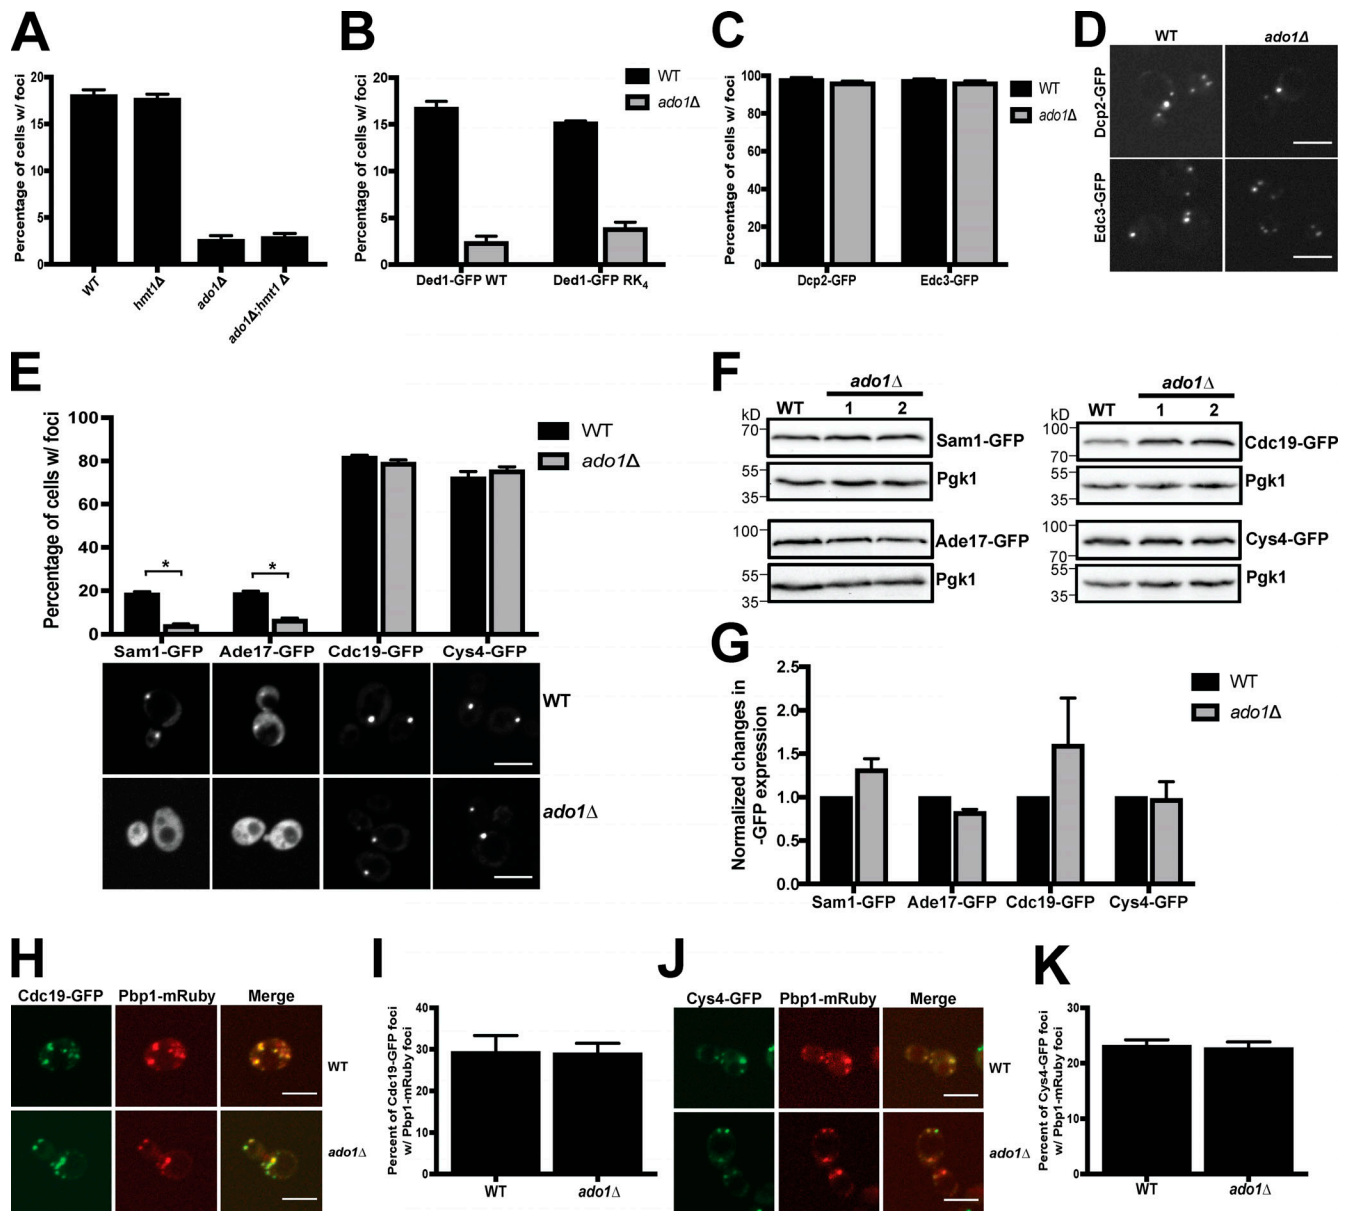 A
Percentage of cells w/ foci
20
15
10
5
0
WT
hmt1Δ
ado1Δ
ado1Δ;hmt1Δ
B
Percentage of cells w/ foci
20
15
10
5
0
WT
ado1Δ
Ded1-GFP WT
Ded1-GFP RK4
C
Percentage of cells w/ foci
100
80
60
40
20
0
WT
ado1Δ
Dcp2-GFP
Edc3-GFP
D
WT
ado1Δ
Dcp2-GFP
Edc3-GFP
E
Percentage of cells w/ foci
100
80
60
40
20
0
*
*
WT
ado1Δ
Sam1-GFP
Ade17-GFP
Cdc19-GFP
Cys4-GFP
WT
ado1Δ
F
ado1Δ
kD
WT
1
2
70
Sam1-GFP
55
35
Pgk1
100
Ade17-GFP
55
35
Pgk1
ado1Δ
kD
WT
1
2
100
70
Cdc19-GFP
55
35
Pgk1
100
70
Cys4-GFP
55
35
Pgk1
G
Normalized changes in
-GFP expression
2.5
2.0
1.5
1.0
0.5
0.0
WT
ado1Δ
Sam1-GFP
Ade17-GFP
Cdc19-GFP
Cys4-GFP
H
Cdc19-GFP
Pbp1-mRuby
Merge
WT
ado1Δ
I
Percent of Cdc19-GFP foci
w/ Pbp1-mRuby foci
40
30
20
10
0
WT
ado1Δ
J
Cys4-GFP
Pbp1-mRuby
Merge
WT
ado1Δ
K
Percent of Cys4-GFP foci
w/ Pbp1-mRuby foci
30
20
10
0
WT
ado1Δ